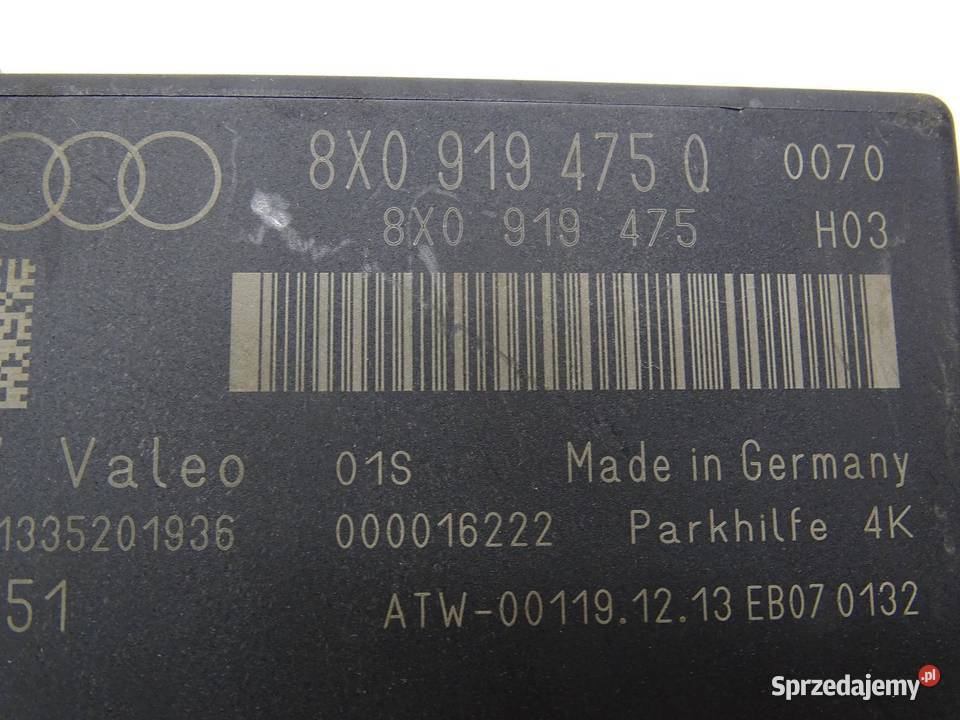 8X0 919 475 Q 0070
8X0 919 475 H03
Valeo 01S Made in Germany
1335201936 000016222 Parkhilfe 4K
51 ATW-00119.12.13 EB07 0132
Sprzedajemy.pl